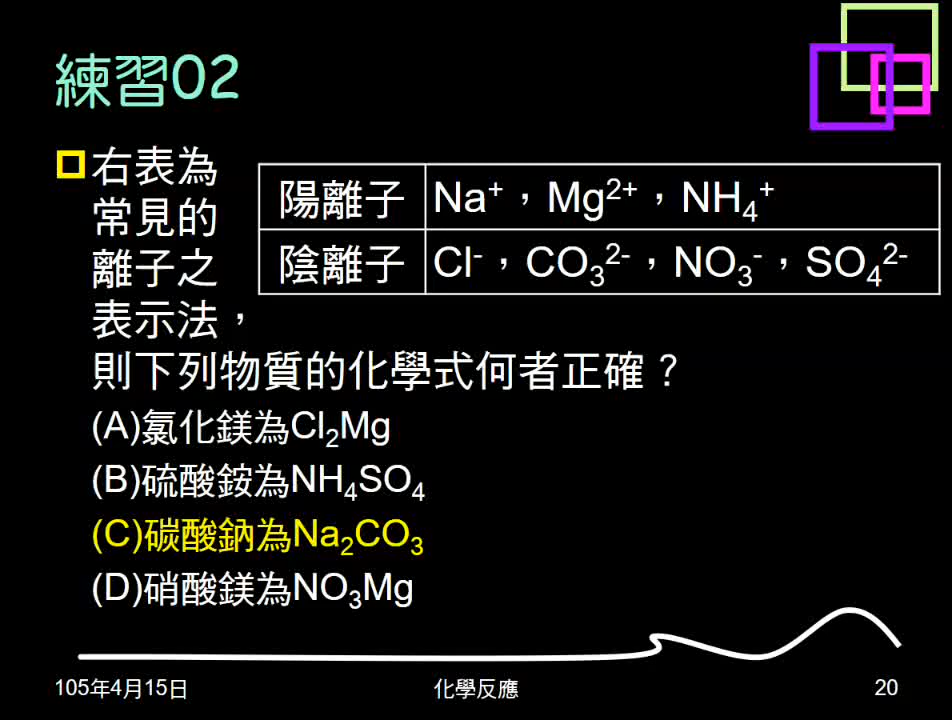 練習02
右表為
常見的
離子之
表示法，
則下列物質的化學式何者正確？
陽離子 Na⁺，Mg²⁺，NH₄⁺
陰離子 Cl⁻，CO₃²⁻，NO₃⁻，SO₄²⁻
(A)氯化鎂為Cl₂Mg
(B)硫酸銨為NH₄SO₄
(C)碳酸鈉為Na₂CO₃
(D)硝酸鎂為NO₃Mg
105年4月15日
化學反應
20